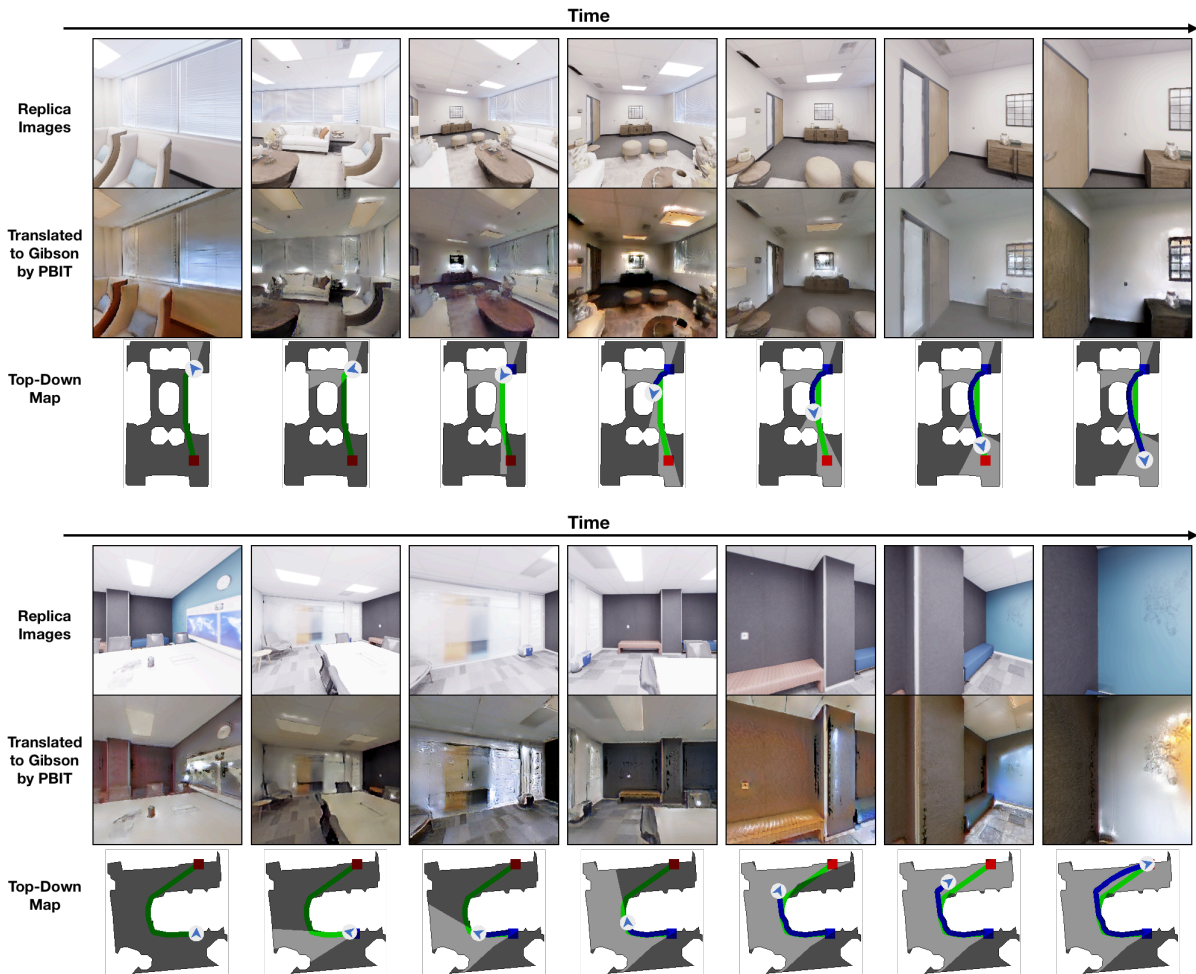 Time
Replica
Images
Translated
to Gibson
by PBIT
Top-Down
Map
Time
Replica
Images
Translated
to Gibson
by PBIT
Top-Down
Map